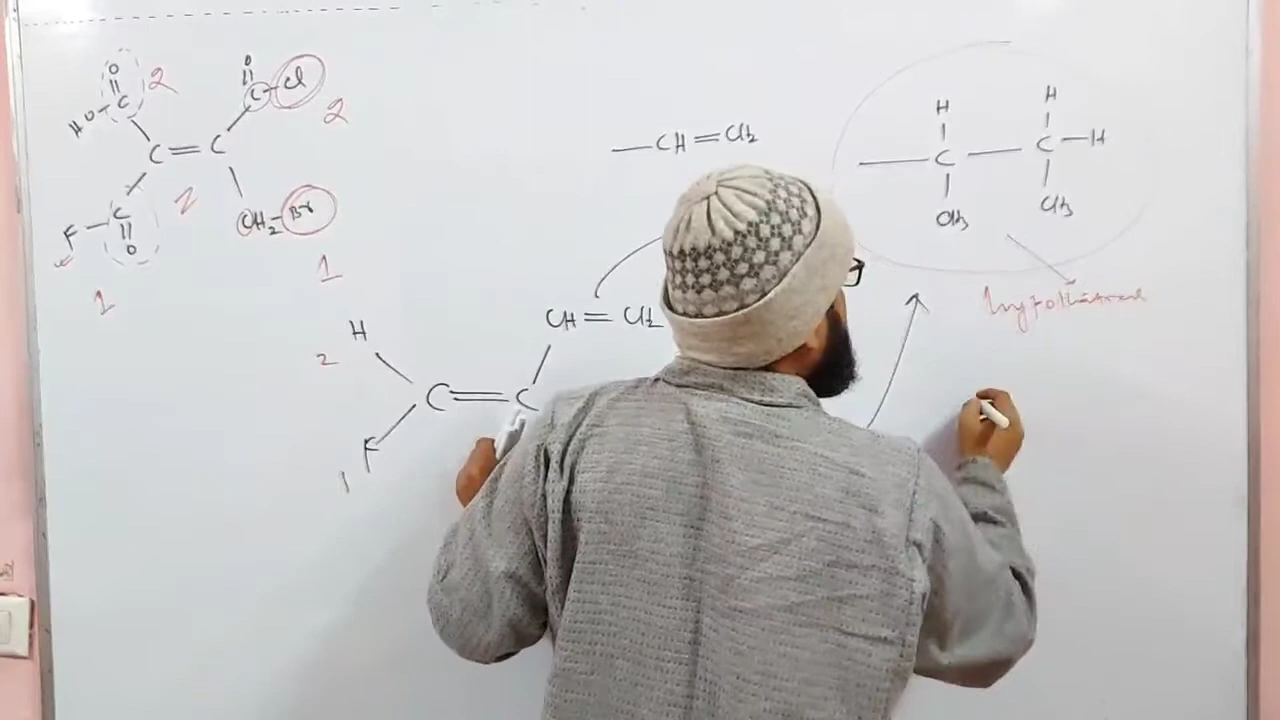 O
||
HO-C
2
O
||
C-Cl
2
C=C
2
F-C
||
O
1
CH2-Br
1
H
2
C=C
F
1
CH=CH2
—CH=CH2
H
H
—C—C—H
CH3
CH3